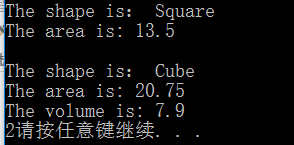 The shape is： Square
The area is: 13.5

The shape is： Cube
The area is: 20.75
The volume is: 7.9
2请按任意键继续. . .